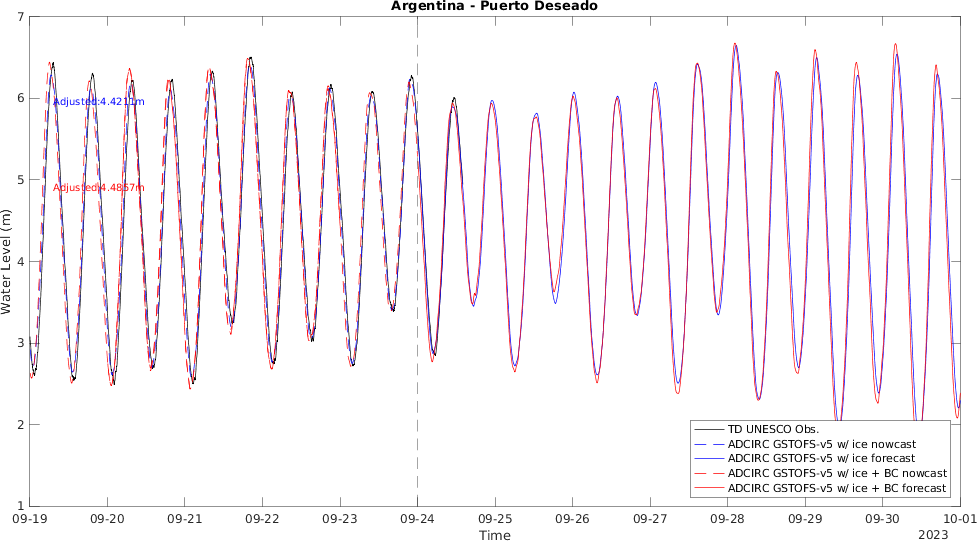 Argentina - Puerto Deseado
7
6
5
4
3
2
1
Water Level (m)
Adjusted:4.4211m
Adjusted:4.4867m
TD UNESCO Obs.
ADCIRC GSTOFS-v5 w/ ice nowcast
ADCIRC GSTOFS-v5 w/ ice forecast
ADCIRC GSTOFS-v5 w/ ice + BC nowcast
ADCIRC GSTOFS-v5 w/ ice + BC forecast
09-19 09-20 09-21 09-22 09-23 09-24 09-25 09-26 09-27 09-28 09-29 09-30 10-01
Time
2023